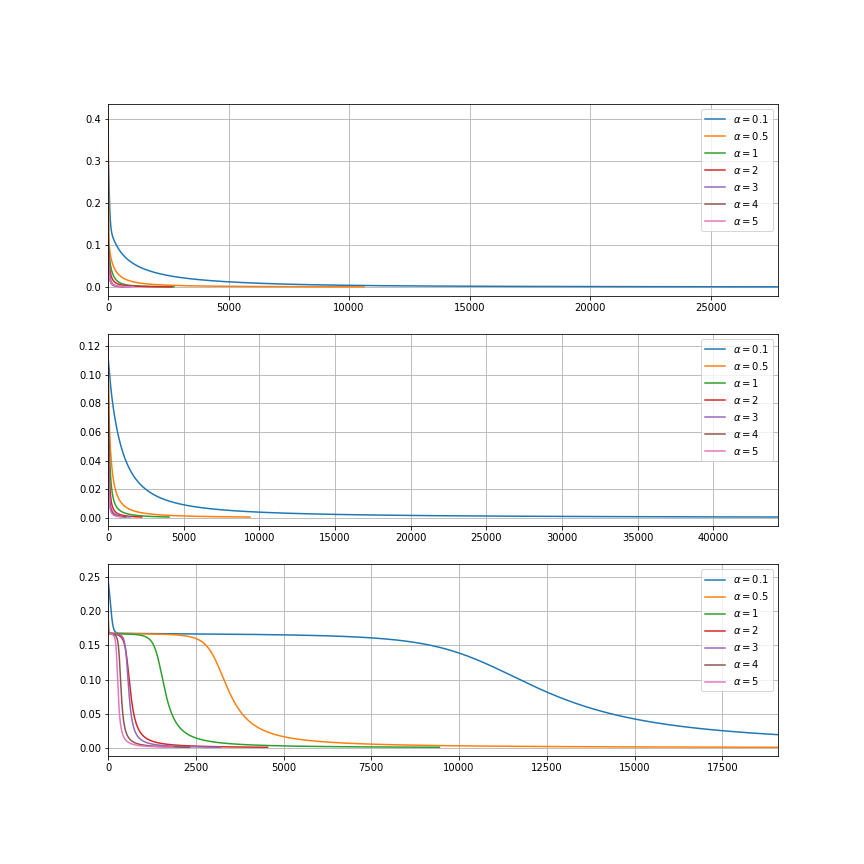 0.4
0.3
0.2
0.1
0.0
0 5000 10000 15000 20000 25000
α = 0.1
α = 0.5
α = 1
α = 2
α = 3
α = 4
α = 5
0.12
0.10
0.08
0.06
0.04
0.02
0.00
0 5000 10000 15000 20000 25000 30000 35000 40000
α = 0.1
α = 0.5
α = 1
α = 2
α = 3
α = 4
α = 5
0.25
0.20
0.15
0.10
0.05
0.00
0 2500 5000 7500 10000 12500 15000 17500
α = 0.1
α = 0.5
α = 1
α = 2
α = 3
α = 4
α = 5